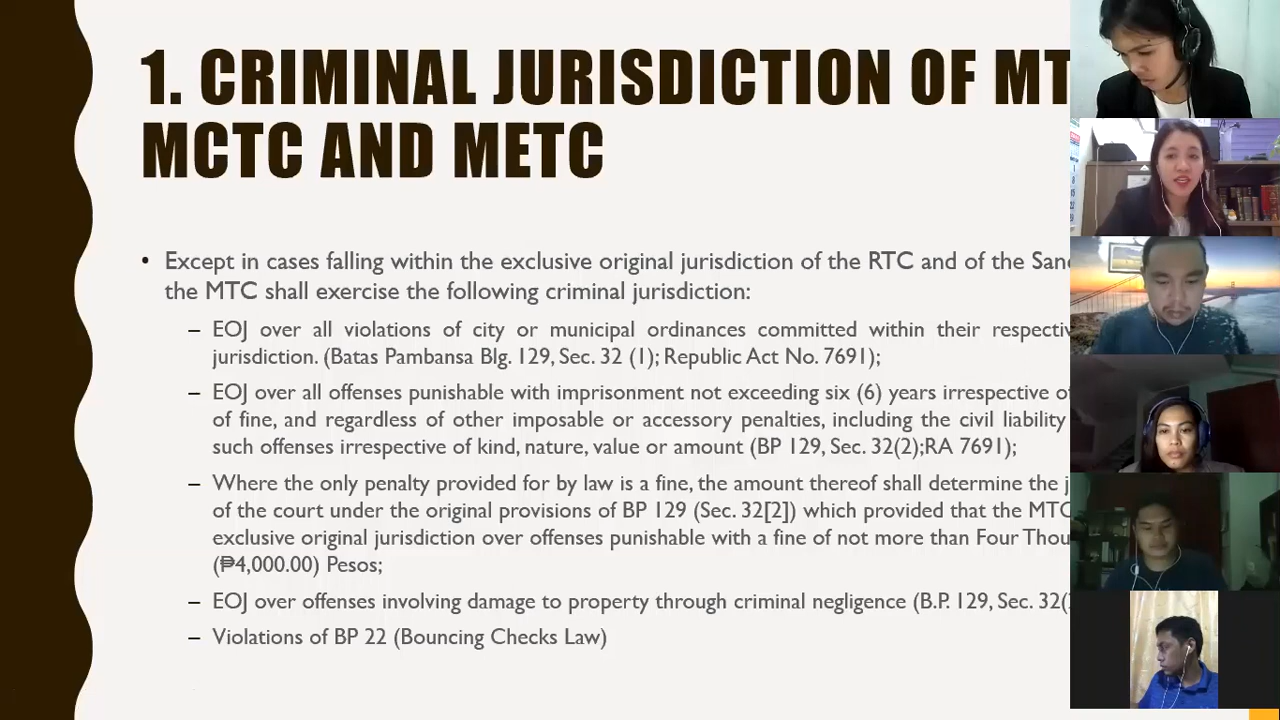 1. CRIMINAL JURISDICTION OF MT
MCTC AND METC
• Except in cases falling within the exclusive original jurisdiction of the RTC and of the San
the MTC shall exercise the following criminal jurisdiction:
– EOJ over all violations of city or municipal ordinances committed within their respectiv
jurisdiction. (Batas Pambansa Blg. 129, Sec. 32 (1); Republic Act No. 7691);
– EOJ over all offenses punishable with imprisonment not exceeding six (6) years irrespective o
of fine, and regardless of other imposable or accessory penalties, including the civil liability
such offenses irrespective of kind, nature, value or amount (BP 129, Sec. 32(2);RA 7691);
– Where the only penalty provided for by law is a fine, the amount thereof shall determine the j
of the court under the original provisions of BP 129 (Sec. 32[2]) which provided that the MTC
exclusive original jurisdiction over offenses punishable with a fine of not more than Four Thou
(₱4,000.00) Pesos;
– EOJ over offenses involving damage to property through criminal negligence (B.P. 129, Sec. 32(
– Violations of BP 22 (Bouncing Checks Law)